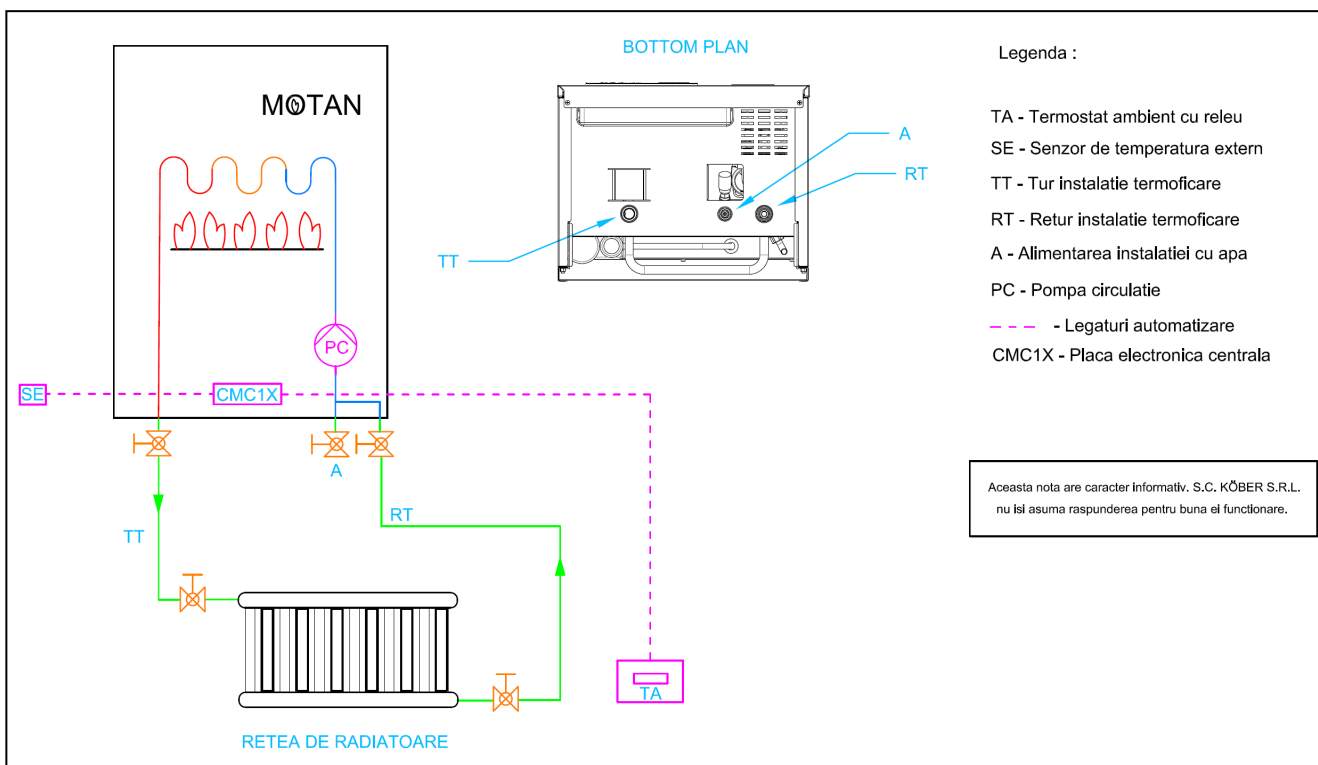 MOTAN
PC
SE
CMC1X
A
TT
RT
TA
RETEA DE RADIATOARE
BOTTOM PLAN
A
RT
TT
Legenda :
TA - Termostat ambient cu releu
SE - Senzor de temperatura extern
TT - Tur instalatie termoficare
RT - Retur instalatie termoficare
A - Alimentarea instalatiei cu apa
PC - Pompa circulatie
- Legaturi automatizare
CMC1X - Placa electronica centrala
Aceasta nota are caracter informativ. S.C. KÖBER S.R.L.
nu isi asuma raspunderea pentru buna ei functionare.